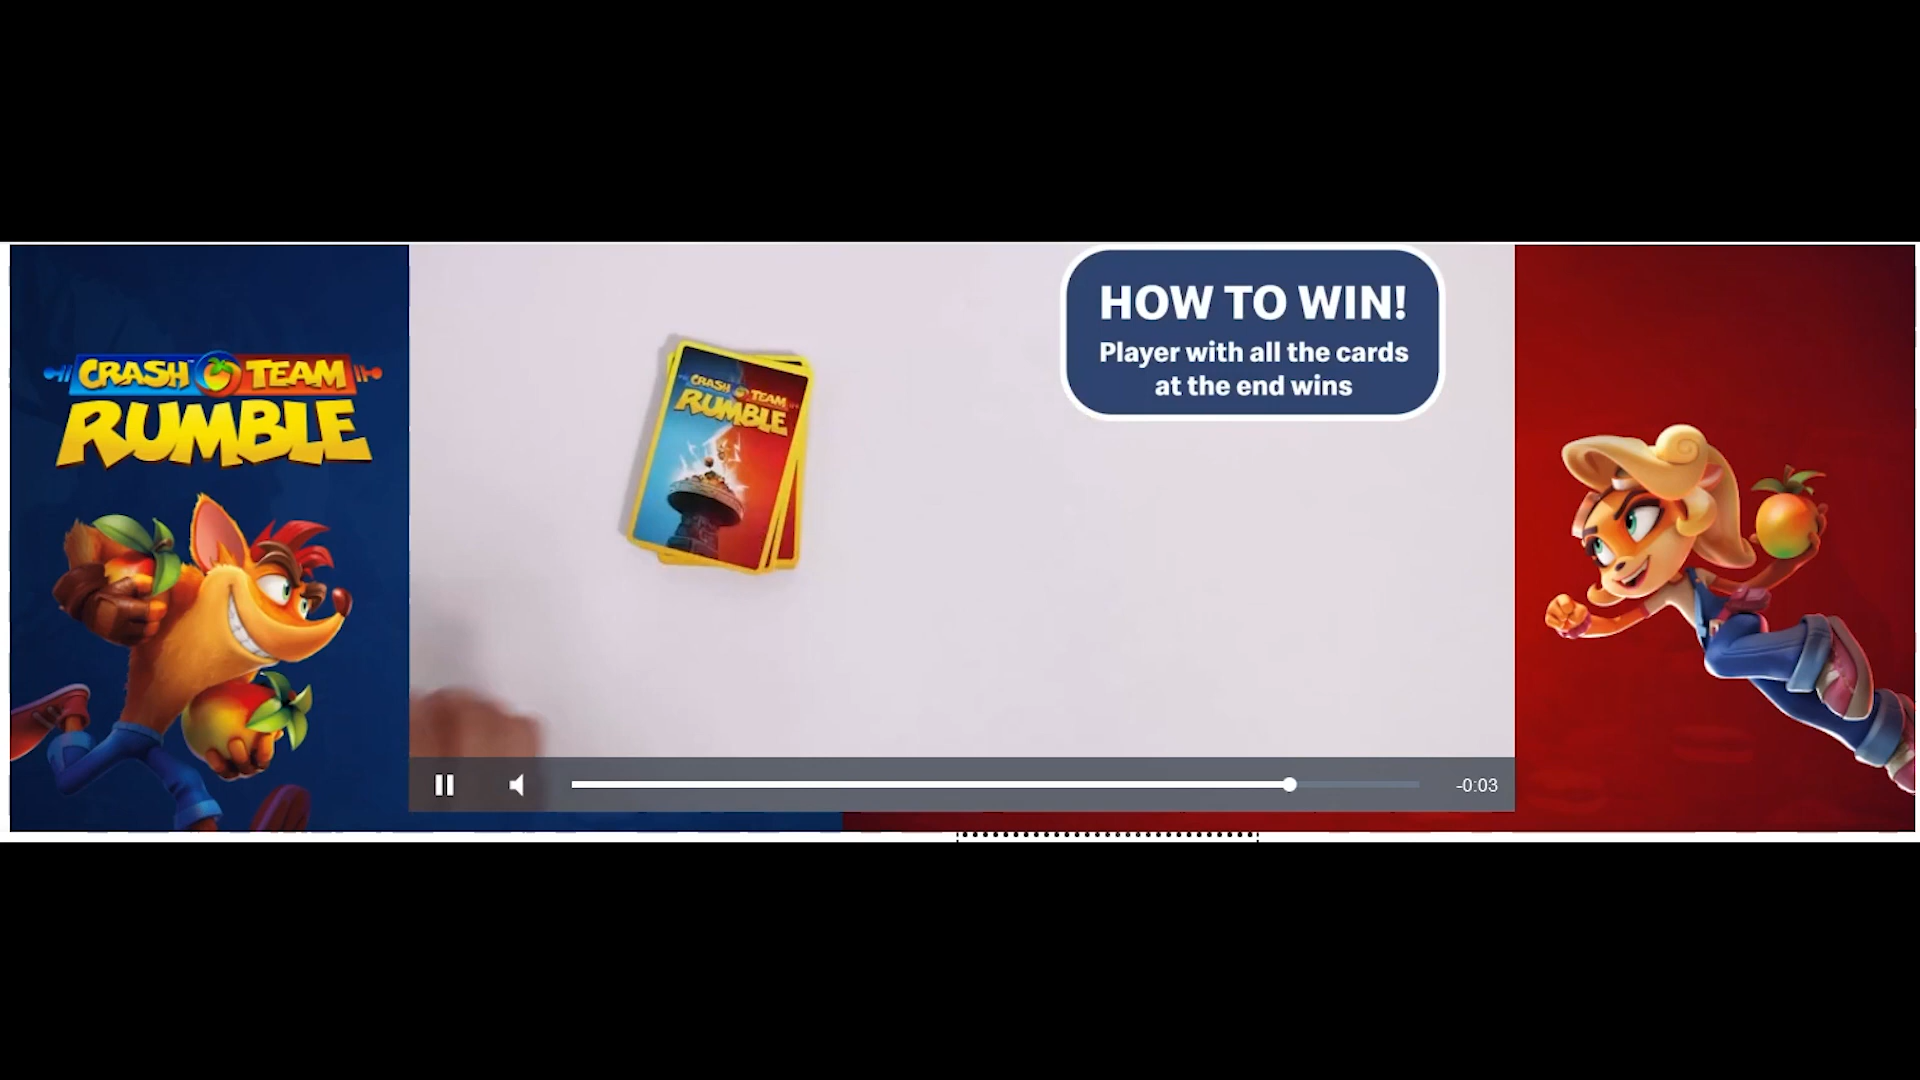 CRASH TEAM
RUMBLE
CRASH TEAM
RUMBLE
HOW TO WIN!
Player with all the cards
at the end wins
-0:03